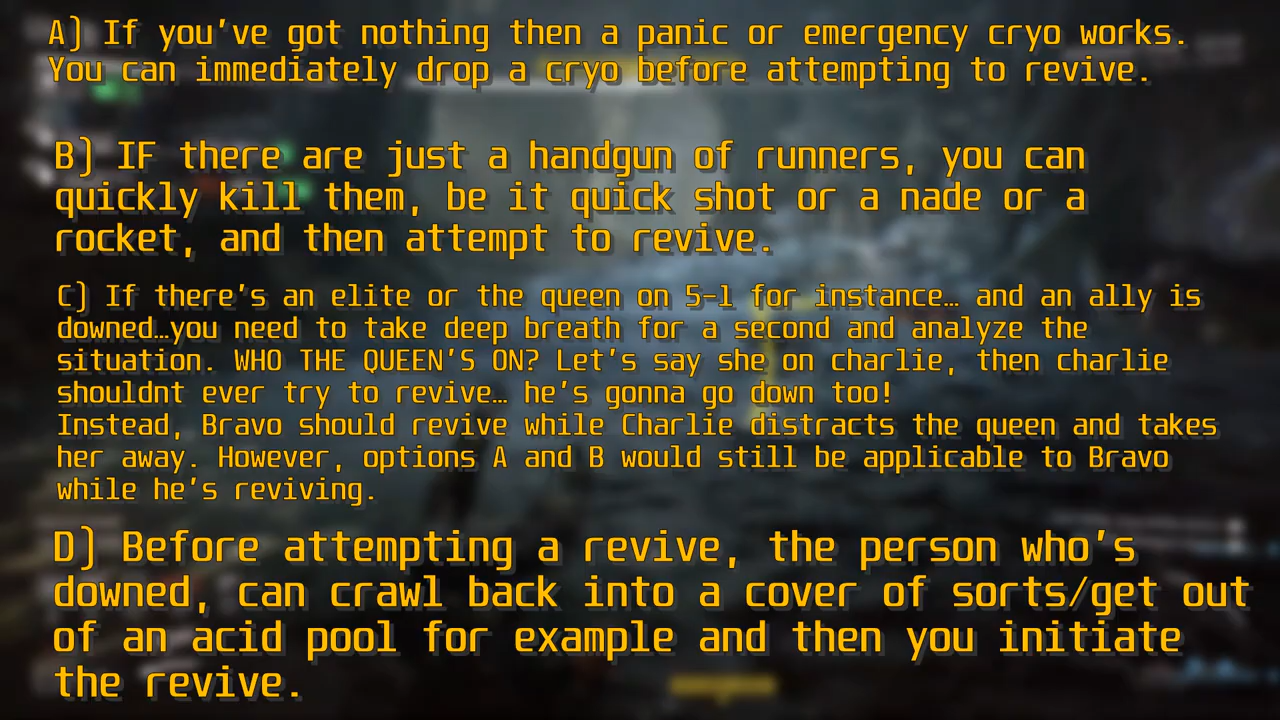 A) If you've got nothing then a panic or emergency cryo works.
You can immediately drop a cryo before attempting to revive.
B) IF there are just a handgun of runners, you can
quickly kill them, be it quick shot or a nade or a
rocket, and then attempt to revive.
C) If there's an elite or the queen on 5-1 for instance… and an ally is
downed…you need to take deep breath for a second and analyze the
situation. WHO THE QUEEN'S ON? Let's say she on charlie, then charlie
shouldnt ever try to revive… he's gonna go down too!
Instead, Bravo should revive while Charlie distracts the queen and takes
her away. However, options A and B would still be applicable to Bravo
while he's reviving.
D) Before attempting a revive, the person who's
downed, can crawl back into a cover of sorts/get out
of an acid pool for example and then you initiate
the revive.